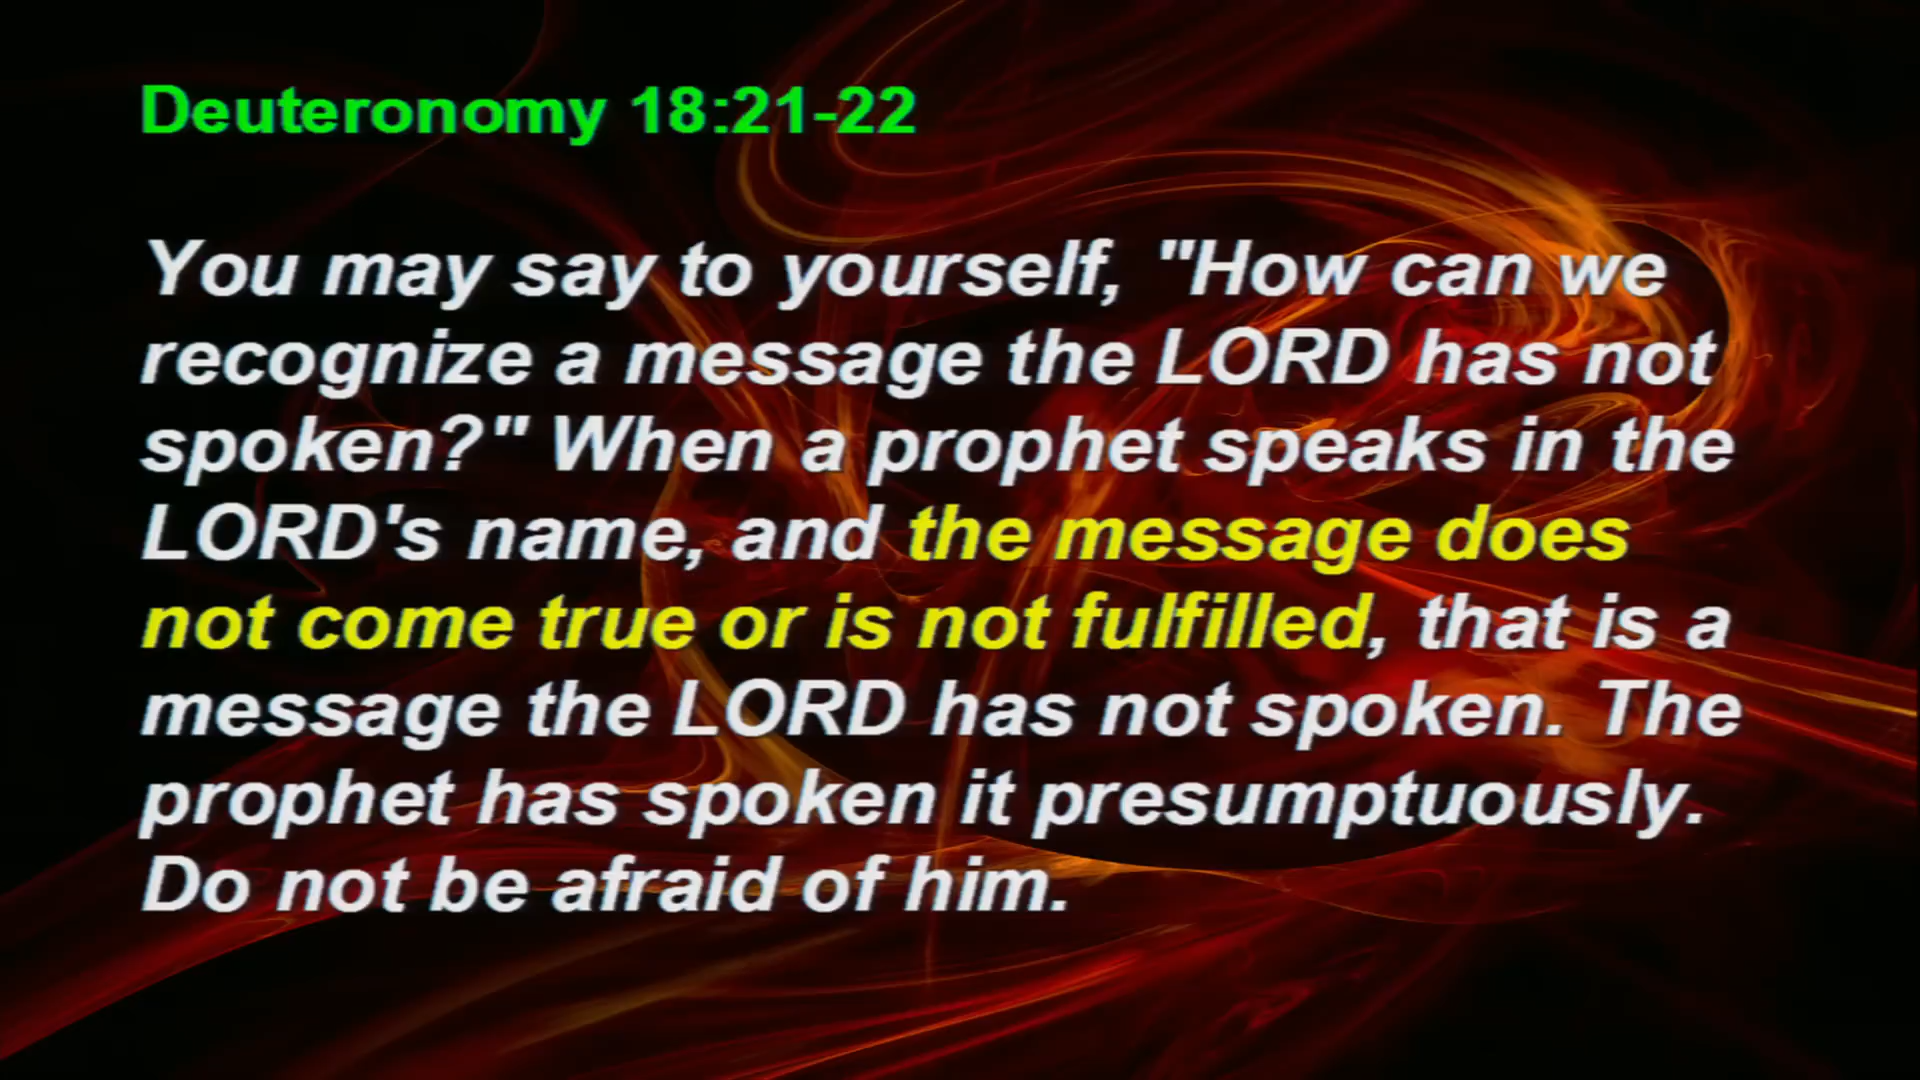 Deuteronomy 18:21-22
You may say to yourself, "How can we
recognize a message the LORD has not
spoken?" When a prophet speaks in the
LORD's name, and the message does
not come true or is not fulfilled, that is a
message the LORD has not spoken. The
prophet has spoken it presumptuously.
Do not be afraid of him.